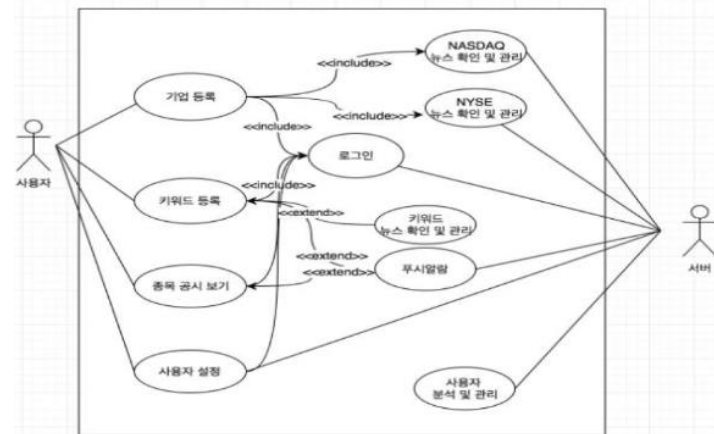 NASDAQ
뉴스 확인 및 관리
<<include>>
기업 등록
NYSE
뉴스 확인 및 관리
<<include>>
<<include>>
로그인
사용자
<<include>>
키워드 등록
<<extend>>
키워드
뉴스 확인 및 관리
<<extend>>
<<extend>>
푸시알람
서버
종목 공시 보기
사용자 설정
사용자
분석 및 관리